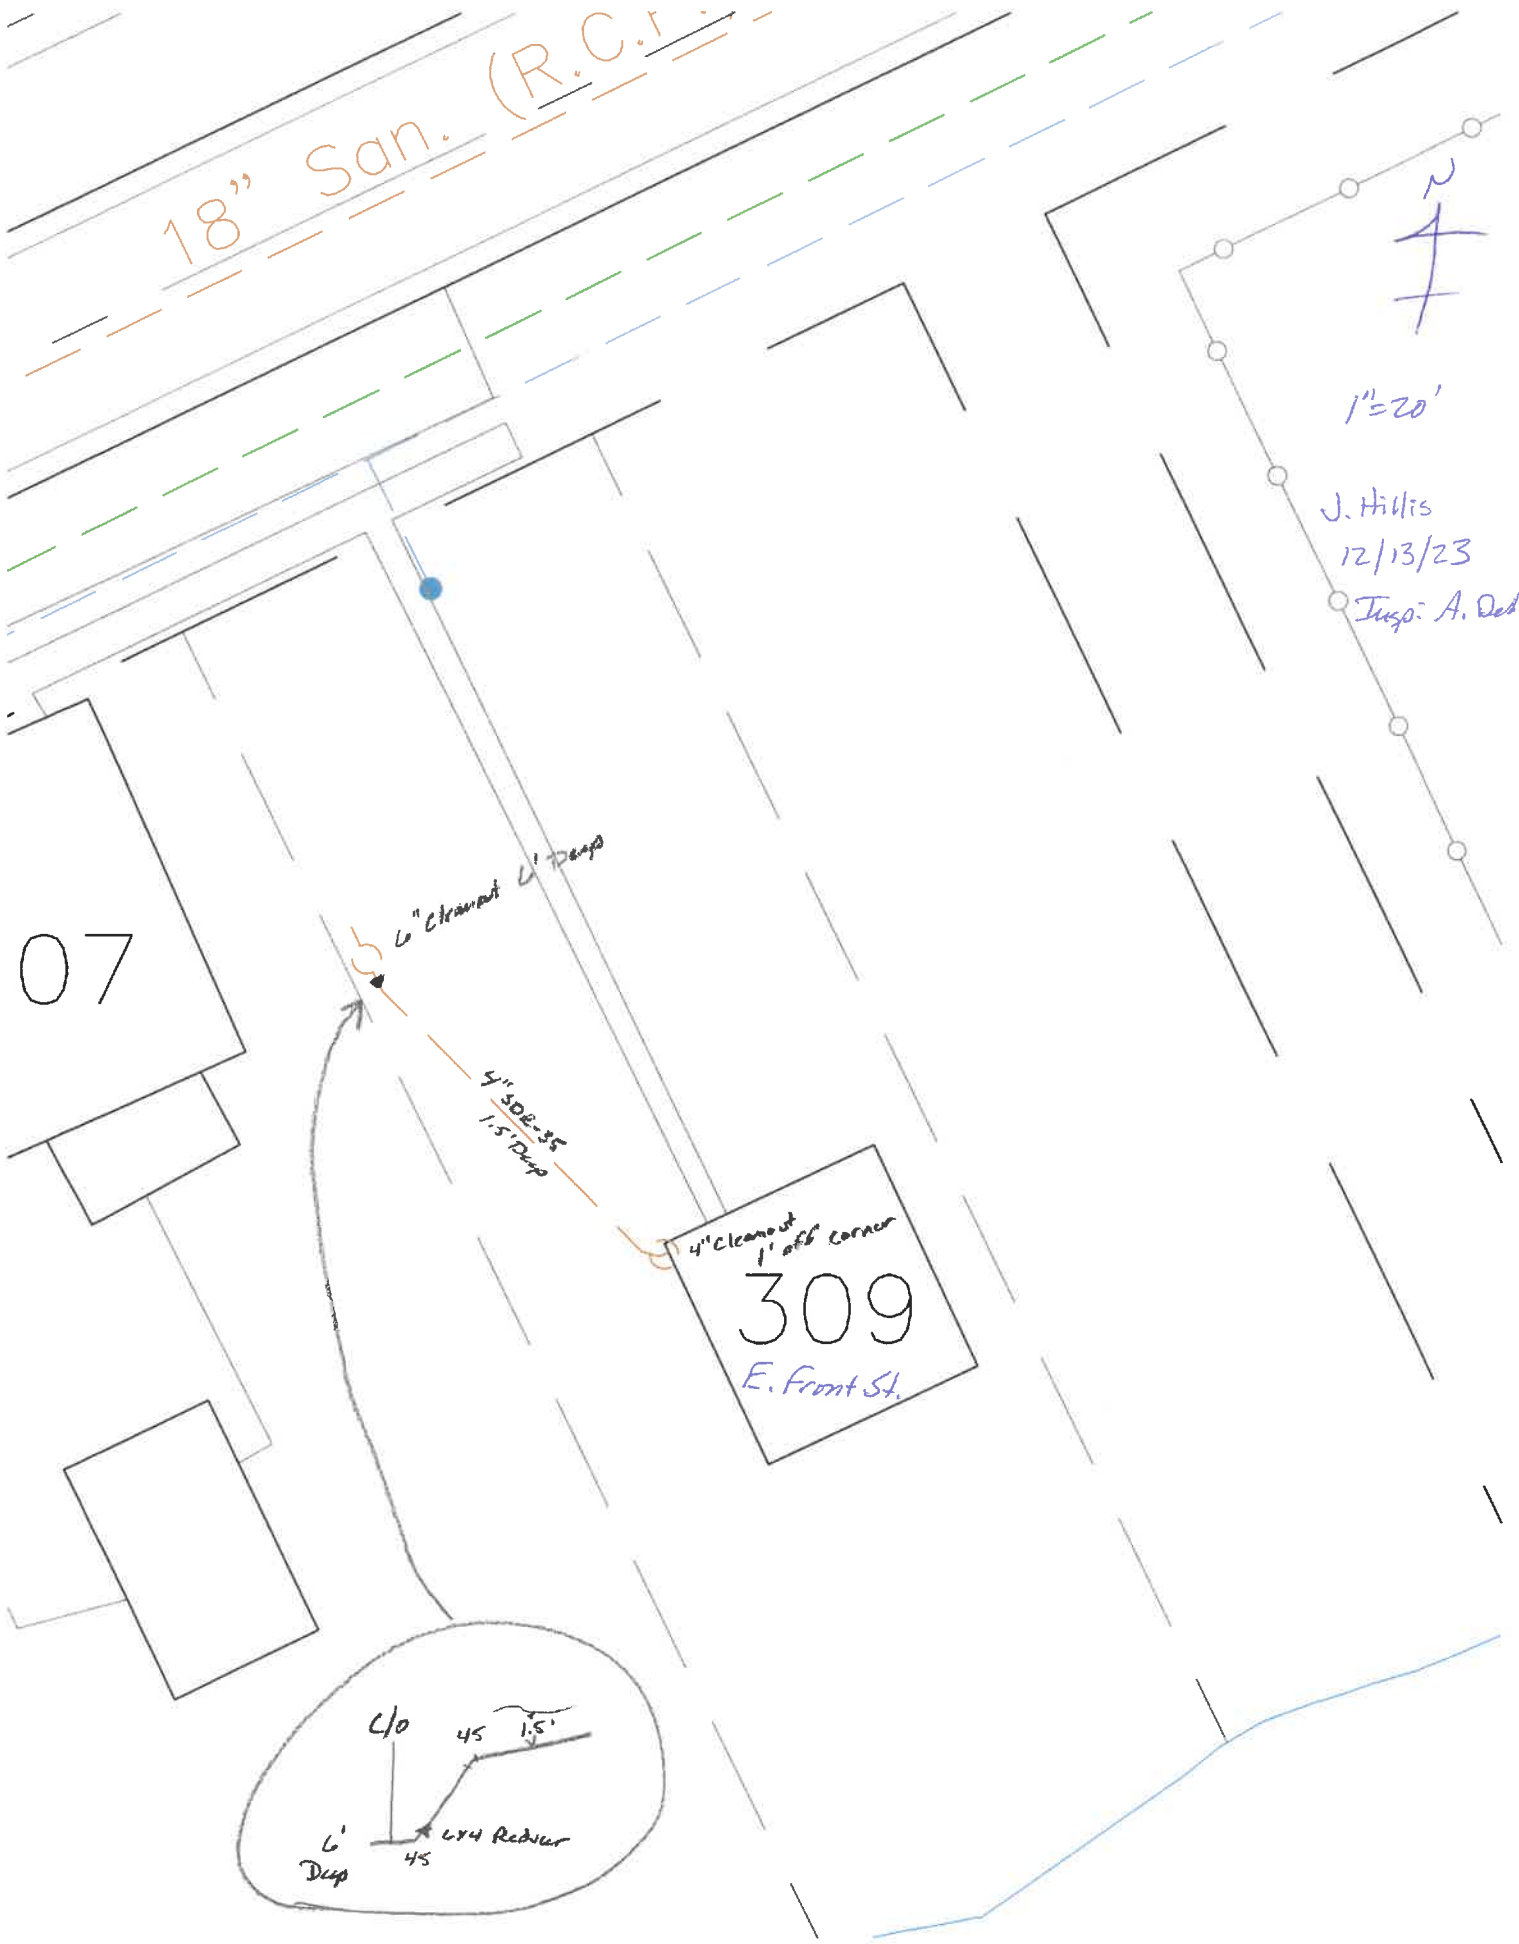 18" San. (R.C.P.
N
1"=20'
J. Hillis
12/13/23
Insp: A.
6" Cleanout 6' Deep
07
4" SDR-35
1.5' Deep
4" Cleanout
1' off corner
309
E. Front St.
C/O
45
1.5'
6'
Deep
45
6x4 Reducer